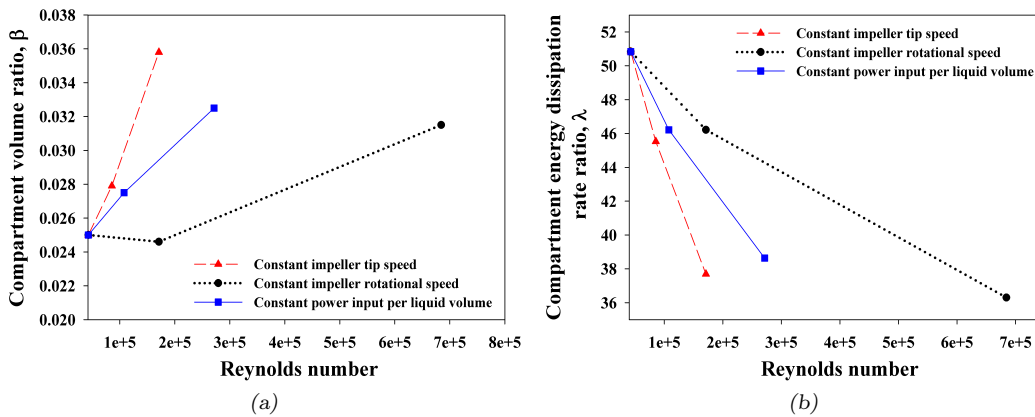 Compartment volume ratio, β
0.038
0.036
0.034
0.032
0.030
0.028
0.026
0.024
0.022
0.020
Constant impeller tip speed
Constant impeller rotational speed
Constant power input per liquid volume
1e+5 2e+5 3e+5 4e+5 5e+5 6e+5 7e+5 8e+5
Reynolds number
(a)
Compartment energy dissipation
rate ratio, λ
52
50
48
46
44
42
40
38
36
Constant impeller tip speed
Constant impeller rotational speed
Constant power input per liquid volume
1e+5 2e+5 3e+5 4e+5 5e+5 6e+5 7e+5
Reynolds number
(b)